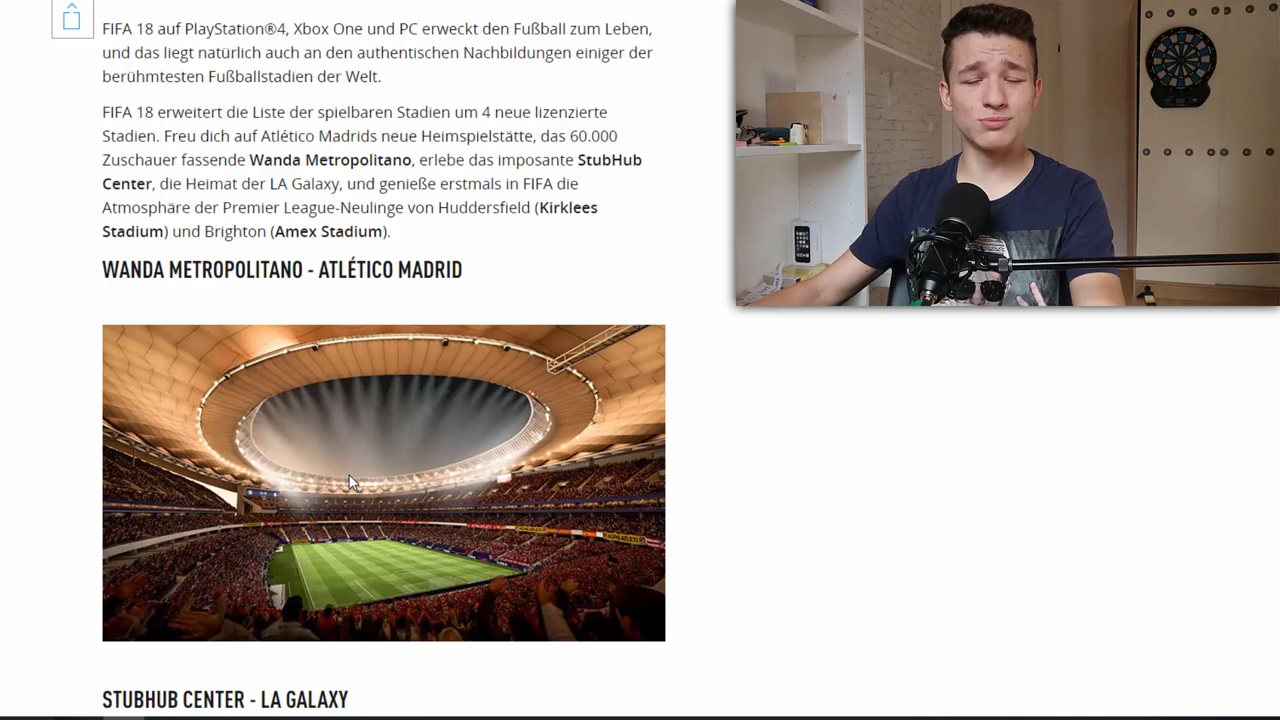 FIFA 18 auf PlayStation®4, Xbox One und PC erweckt den Fußball zum Leben,
und das liegt natürlich auch an den authentischen Nachbildungen einiger der
berühmtesten Fußballstadien der Welt.
FIFA 18 erweitert die Liste der spielbaren Stadien um 4 neue lizenzierte
Stadien. Freu dich auf Atlético Madrids neue Heimspielstätte, das 60.000
Zuschauer fassende Wanda Metropolitano, erlebe das imposante StubHub
Center, die Heimat der LA Galaxy, und genieße erstmals in FIFA die
Atmosphäre der Premier League-Neulinge von Huddersfield (Kirklees
Stadium) und Brighton (Amex Stadium).
WANDA METROPOLITANO - ATLÉTICO MADRID
STUBHUB CENTER - LA GALAXY